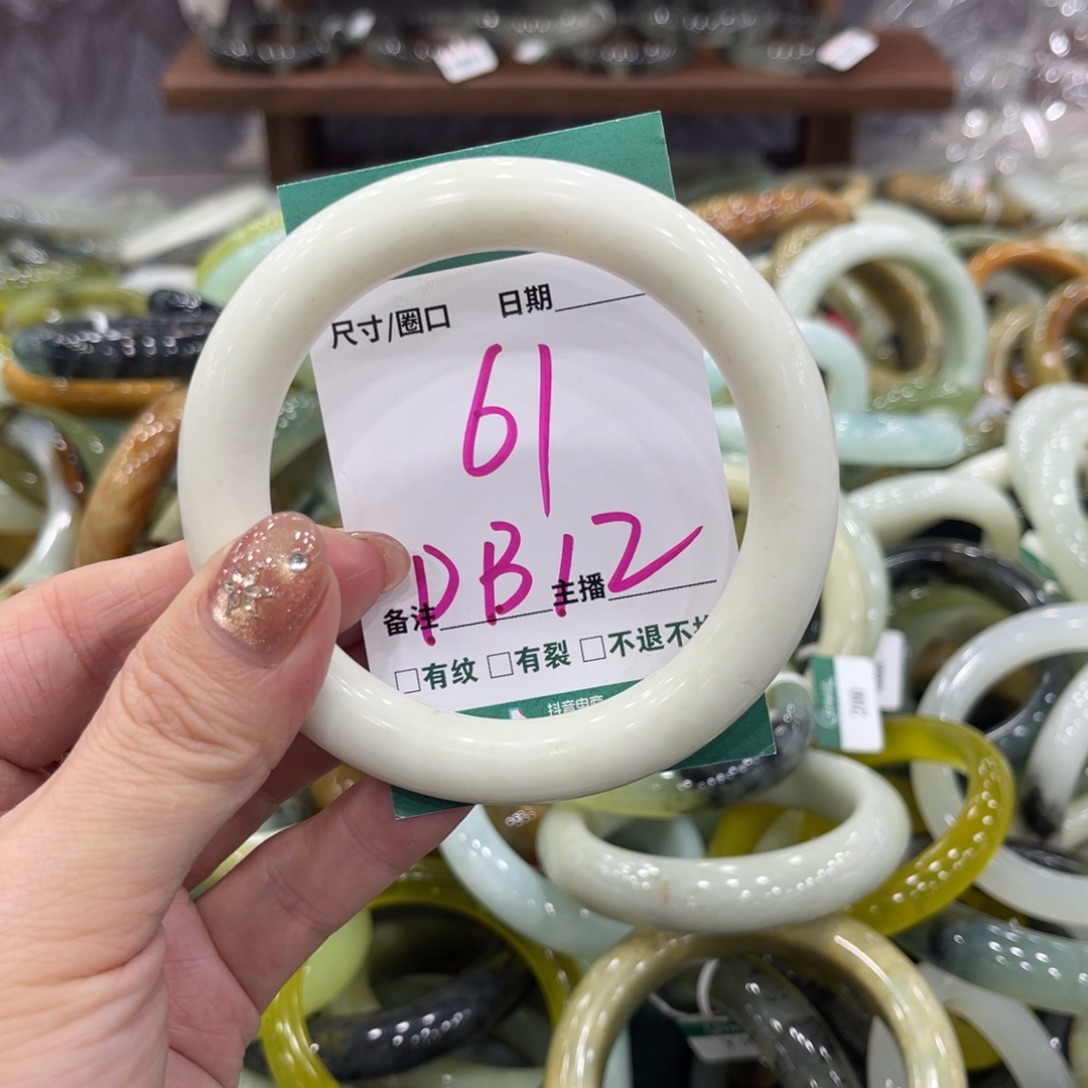 尺寸/圈口 日期
61
PB12
备注 主播
□有纹 □有裂 □不退不
抖音电商